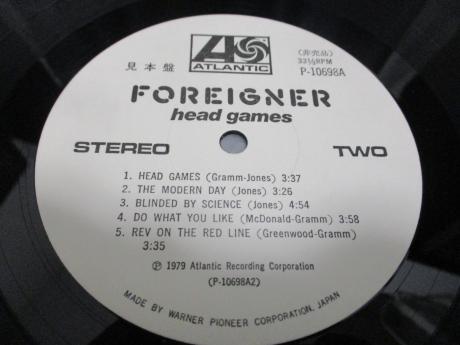 見本盤
ATLANTIC
(非売品)
33⅓RPM
P-10698A
FOREIGNER
head games
STEREO TWO
1. HEAD GAMES (Gramm-Jones) 3:37
2. THE MODERN DAY (Jones) 3:26
3. BLINDED BY SCIENCE (Jones) 4:54
4. DO WHAT YOU LIKE (McDonald-Gramm) 3:58
5. REV ON THE RED LINE (Greenwood-Gramm)
3:35
℗ 1979 Atlantic Recording Corporation
(P-10698A2)
MADE BY WARNER PIONEER CORPORATION, JAPAN